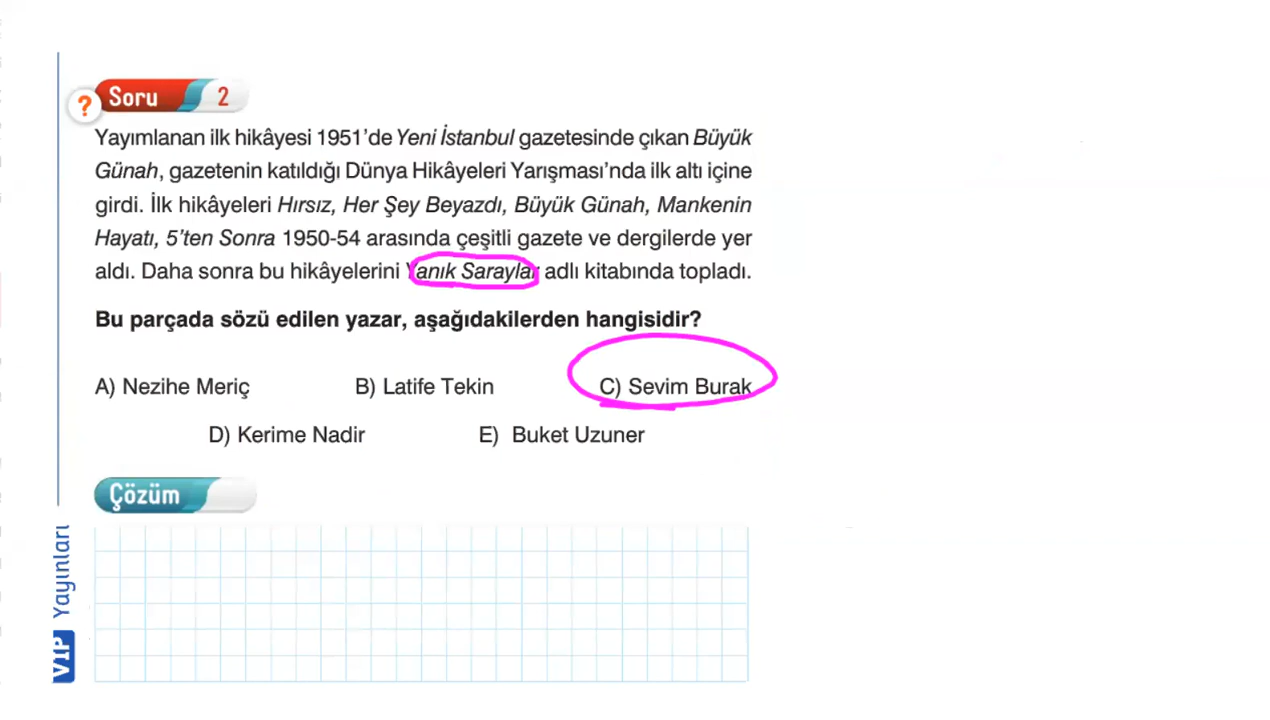 ? Soru 2
Yayımlanan ilk hikâyesi 1951’de Yeni İstanbul gazetesinde çıkan Büyük
Günah, gazetenin katıldığı Dünya Hikâyeleri Yarışması’nda ilk altı içine
girdi. İlk hikâyeleri Hırsız, Her Şey Beyazdı, Büyük Günah, Mankenin
Hayatı, 5’ten Sonra 1950-54 arasında çeşitli gazete ve dergilerde yer
aldı. Daha sonra bu hikâyelerini Yanık Saraylar adlı kitabında topladı.
Bu parçada sözü edilen yazar, aşağıdakilerden hangisidir?
A) Nezihe Meriç B) Latife Tekin C) Sevim Burak
D) Kerime Nadir E) Buket Uzuner
Çözüm
VIP Yayınları